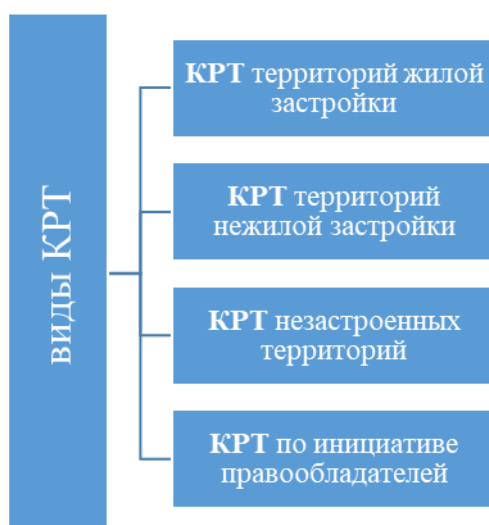 виды КРТ
КРТ территорий жилой
застройки
КРТ территорий
нежилой застройки
КРТ незастроенных
территорий
КРТ по инициативе
правообладателей